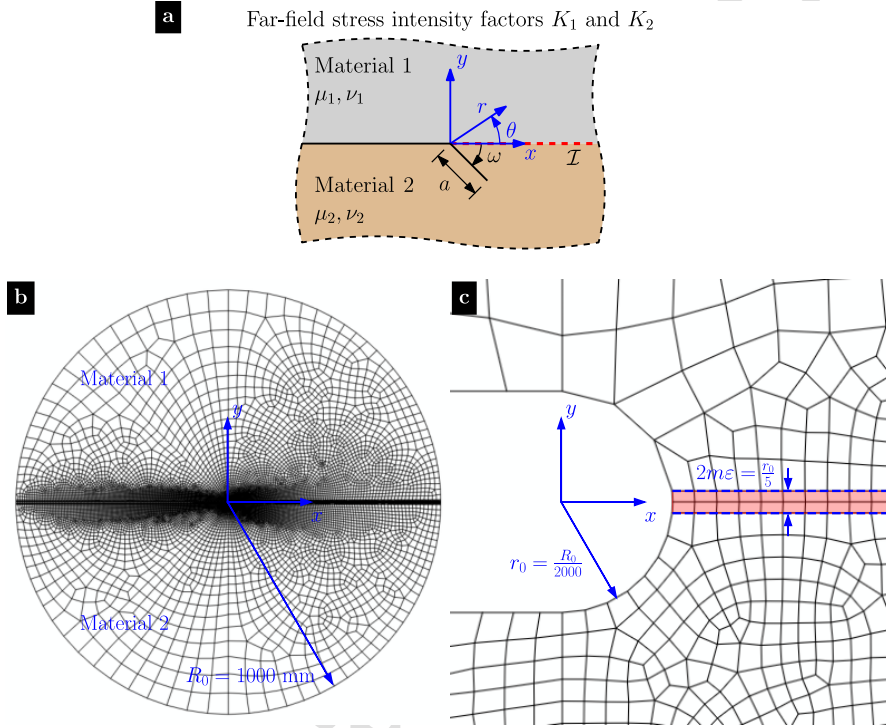 a
Far-field stress intensity factors K₁ and K₂
Material 1
μ₁, ν₁
y
r
θ
x
ω
ℐ
a
Material 2
μ₂, ν₂
b
Material 1
y
x
Material 2
R₀ = 1000 mm
c
y
2mε = r₀/5
x
r₀ = R₀/2000